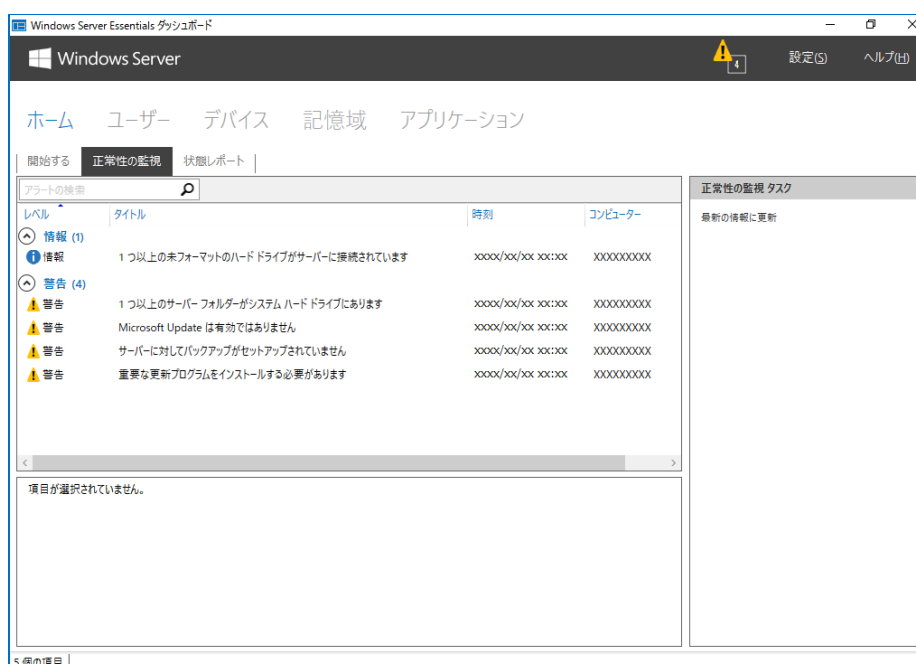 Windows Server Essentials ダッシュボード
Windows Server
4
設定(S)
ヘルプ(H)
ホーム ユーザー デバイス 記憶域 アプリケーション
開始する 正常性の監視 状態レポート
アラートの検索
正常性の監視 タスク
レベル タイトル 時刻 コンピューター
最新の情報に更新
情報 (1)
情報 1 つ以上の未フォーマットのハード ドライブがサーバーに接続されています xxxx/xx/xx xx:xx XXXXXXXXX
警告 (4)
警告 1 つ以上のサーバー フォルダーがシステム ハード ドライブにあります xxxx/xx/xx xx:xx XXXXXXXXX
警告 Microsoft Update は有効ではありません xxxx/xx/xx xx:xx XXXXXXXXX
警告 サーバーに対してバックアップがセットアップされていません xxxx/xx/xx xx:xx XXXXXXXXX
警告 重要な更新プログラムをインストールする必要があります xxxx/xx/xx xx:xx XXXXXXXXX
項目が選択されていません。
5 個の項目